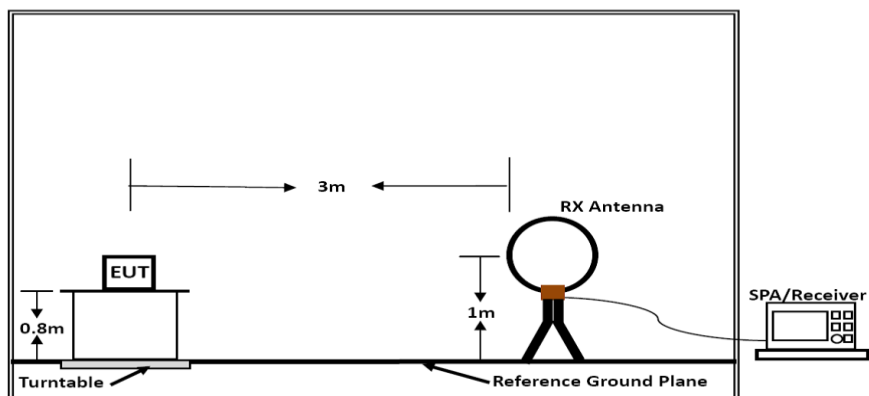 3m
RX Antenna
EUT
SPA/Receiver
0.8m
1m
Turntable
Reference Ground Plane